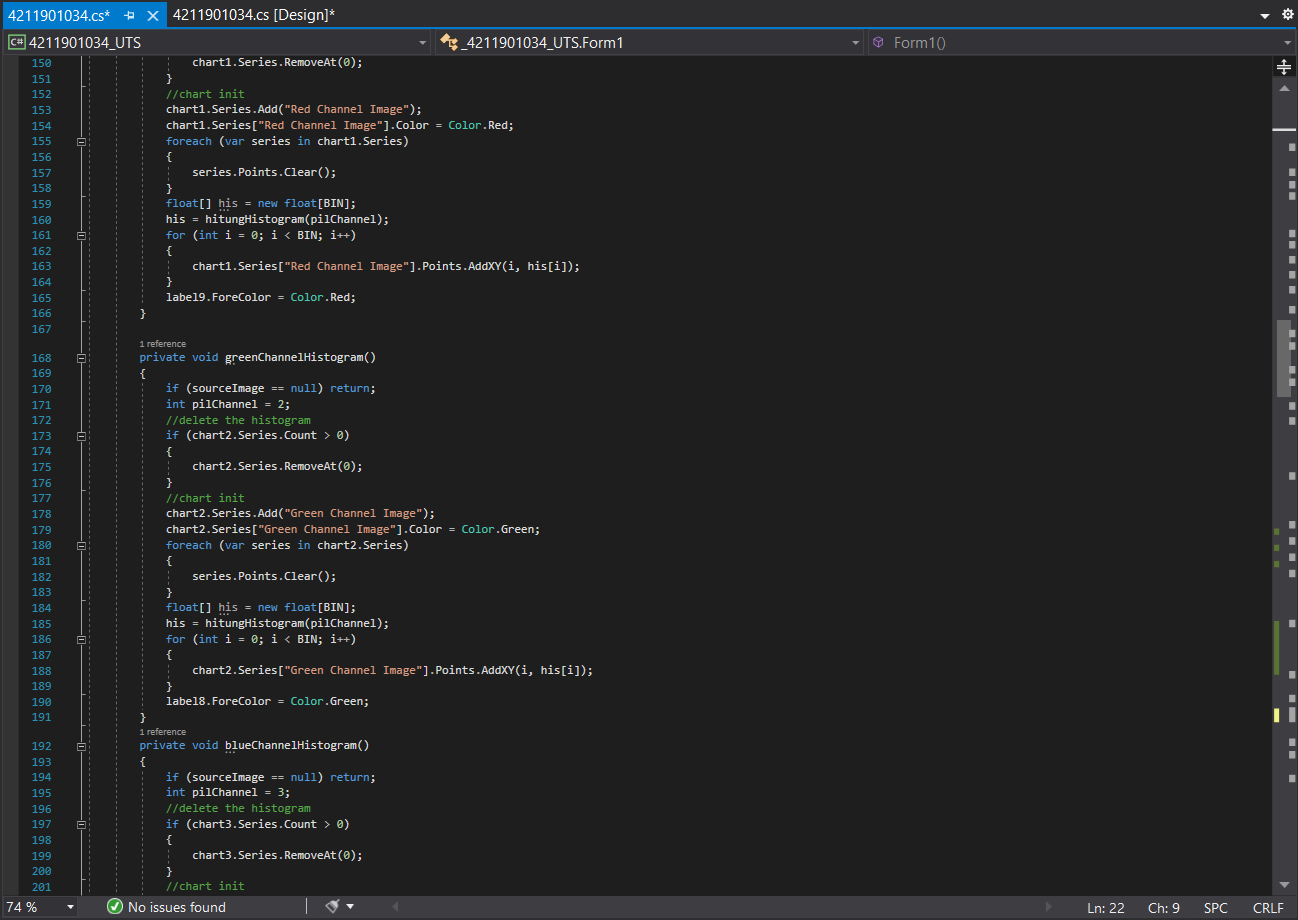 4211901034.cs*
4211901034.cs [Design]*
C# 4211901034_UTS
_4211901034_UTS.Form1
Form1()
150 chart1.Series.RemoveAt(0);
151 }
152 //chart init
153 chart1.Series.Add("Red Channel Image");
154 chart1.Series["Red Channel Image"].Color = Color.Red;
155 foreach (var series in chart1.Series)
156 {
157 series.Points.Clear();
158 }
159 float[] his = new float[BIN];
160 his = hitungHistogram(pilChannel);
161 for (int i = 0; i < BIN; i++)
162 {
163 chart1.Series["Red Channel Image"].Points.AddXY(i, his[i]);
164 }
165 label9.ForeColor = Color.Red;
166 }
167
1 reference
168 private void greenChannelHistogram()
169 {
170 if (sourceImage == null) return;
171 int pilChannel = 2;
172 //delete the histogram
173 if (chart2.Series.Count > 0)
174 {
175 chart2.Series.RemoveAt(0);
176 }
177 //chart init
178 chart2.Series.Add("Green Channel Image");
179 chart2.Series["Green Channel Image"].Color = Color.Green;
180 foreach (var series in chart2.Series)
181 {
182 series.Points.Clear();
183 }
184 float[] his = new float[BIN];
185 his = hitungHistogram(pilChannel);
186 for (int i = 0; i < BIN; i++)
187 {
188 chart2.Series["Green Channel Image"].Points.AddXY(i, his[i]);
189 }
190 label8.ForeColor = Color.Green;
191 }
1 reference
192 private void blueChannelHistogram()
193 {
194 if (sourceImage == null) return;
195 int pilChannel = 3;
196 //delete the histogram
197 if (chart3.Series.Count > 0)
198 {
199 chart3.Series.RemoveAt(0);
200 }
201 //chart init
74 %
No issues found
Ln: 22 Ch: 9 SPC CRLF